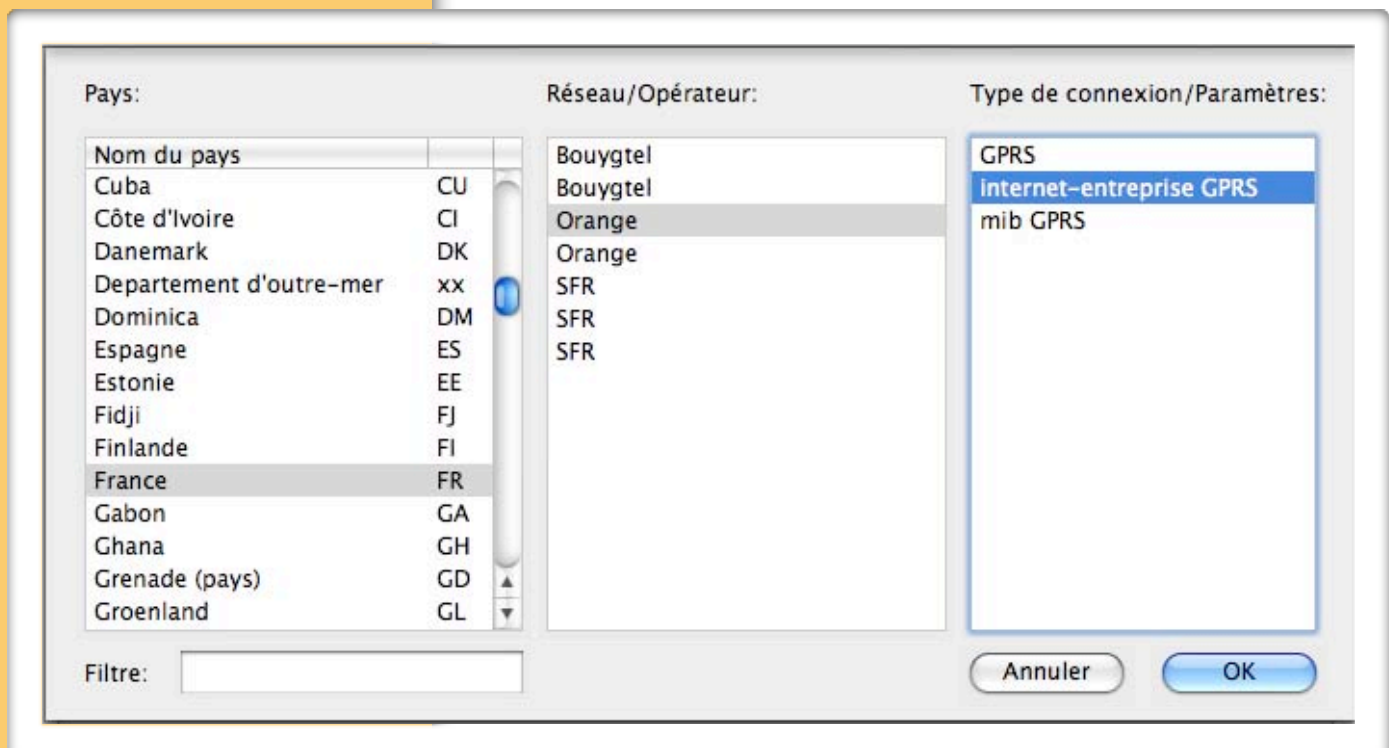 Pays:
Nom du pays
Cuba CU
Côte d'Ivoire CI
Danemark DK
Departement d'outre-mer xx
Dominica DM
Espagne ES
Estonie EE
Fidji FJ
Finlande FI
France FR
Gabon GA
Ghana GH
Grenade (pays) GD
Groenland GL
Filtre:
Réseau/Opérateur:
Bouygtel
Bouygtel
Orange
Orange
SFR
SFR
SFR
Type de connexion/Paramètres:
GPRS
internet-entreprise GPRS
mib GPRS
Annuler
OK